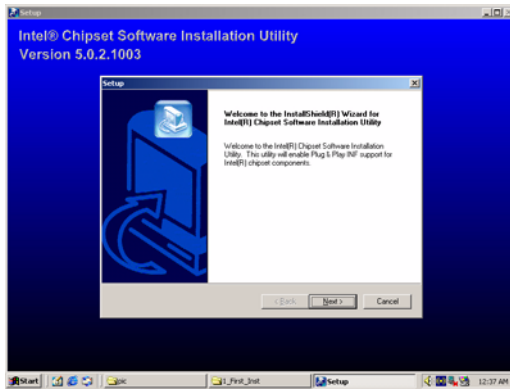 Setup
Intel® Chipset Software Installation Utility
Version 5.0.2.1003
Setup
Welcome to the InstallShield(R) Wizard for
Intel(R) Chipset Software Installation Utility
Welcome to the Intel(R) Chipset Software Installation
Utility. This utility will enable Plug & Play INF support for
Intel(R) chipset components.
< Back
Next >
Cancel
Start
pic
1_First_Inst
Setup
12:37 AM